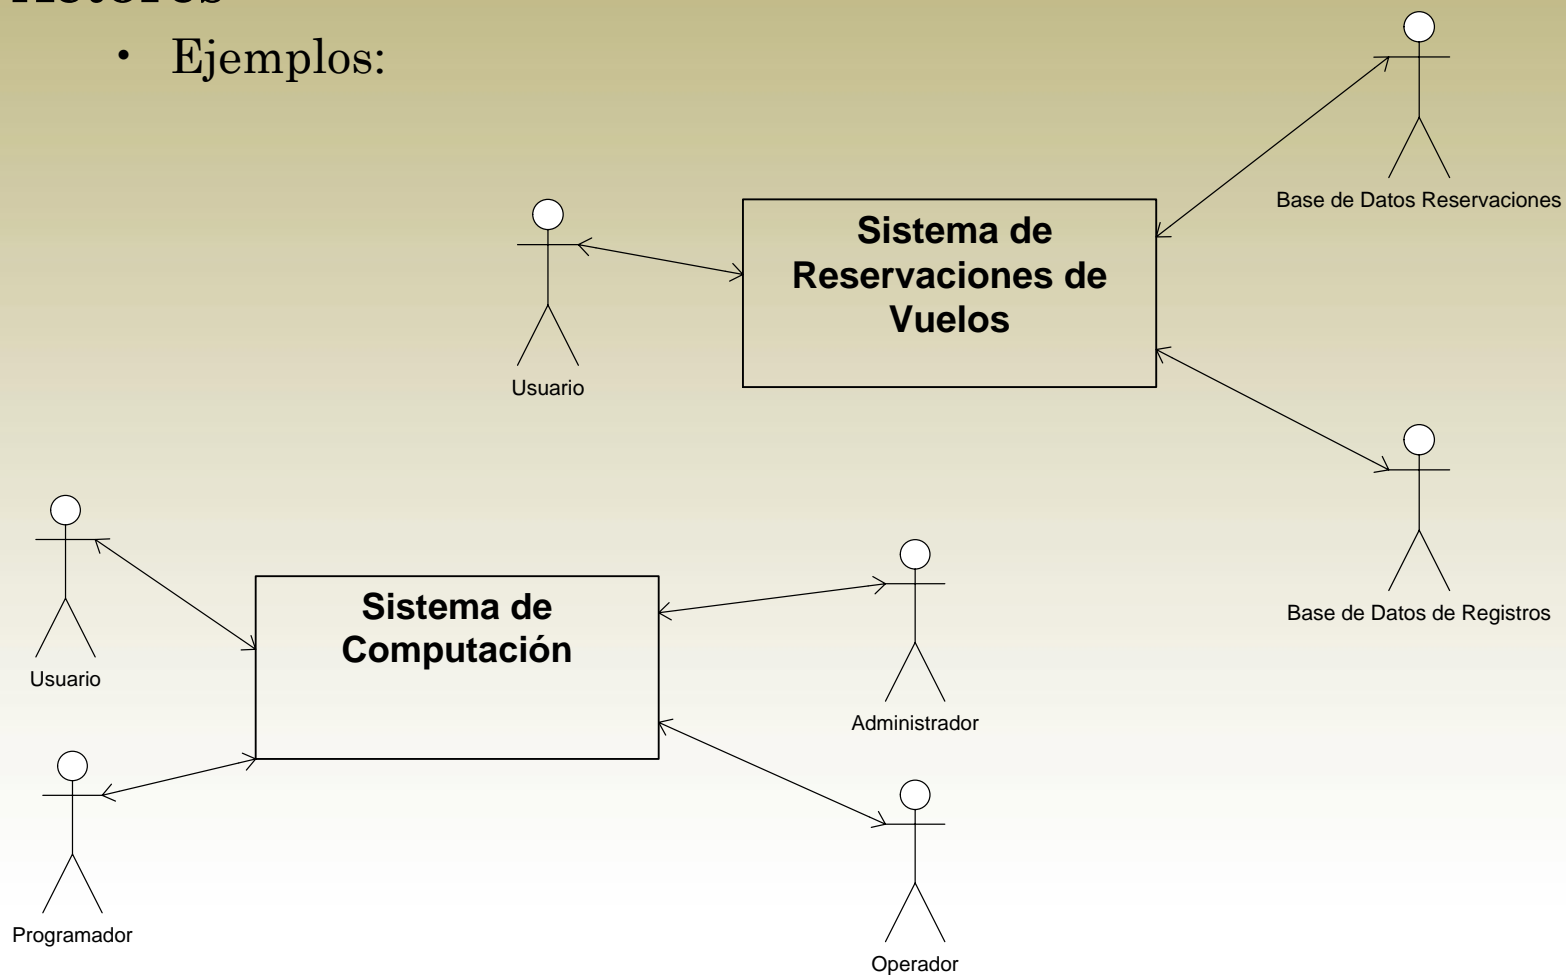 Actores
• Ejemplos:
Base de Datos Reservaciones
Sistema de
Reservaciones de
Vuelos
Usuario
Base de Datos de Registros
Sistema de
Computación
Usuario
Administrador
Programador
Operador